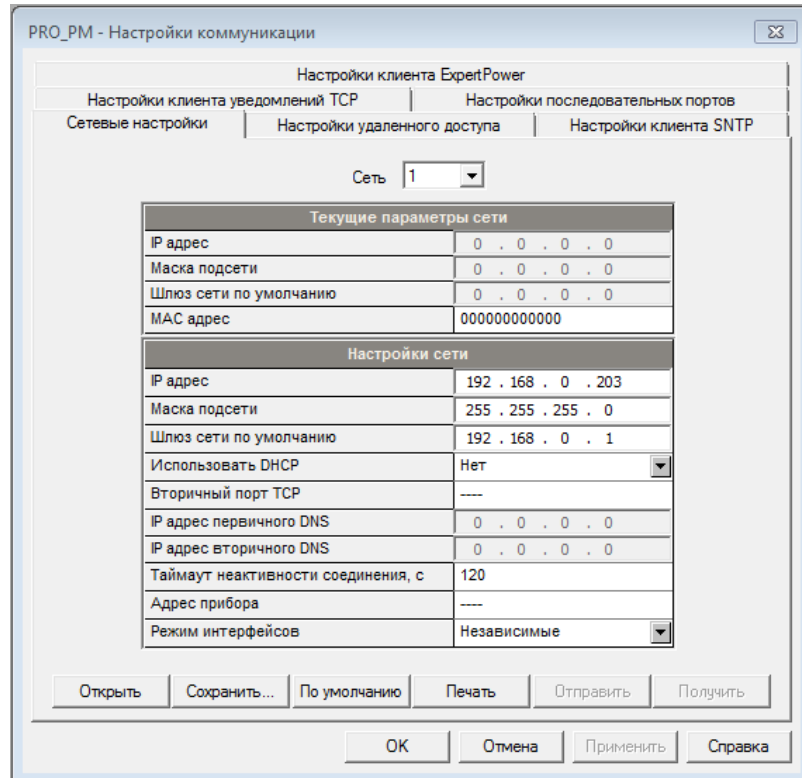 PRO_PM - Настройки коммуникации
Настройки клиента ExpertPower
Настройки клиента уведомлений TCP Настройки последовательных портов
Сетевые настройки Настройки удаленного доступа Настройки клиента SNTP
Сеть 1
Текущие параметры сети
IP адрес 0 . 0 . 0 . 0
Маска подсети 0 . 0 . 0 . 0
Шлюз сети по умолчанию 0 . 0 . 0 . 0
MAC адрес 000000000000
Настройки сети
IP адрес 192 . 168 . 0 . 203
Маска подсети 255 . 255 . 255 . 0
Шлюз сети по умолчанию 192 . 168 . 0 . 1
Использовать DHCP Нет
Вторичный порт TCP ----
IP адрес первичного DNS 0 . 0 . 0 . 0
IP адрес вторичного DNS 0 . 0 . 0 . 0
Таймаут неактивности соединения, с 120
Адрес прибора ----
Режим интерфейсов Независимые
Открыть Сохранить... По умолчанию Печать Отправить Получить
OK Отмена Применить Справка